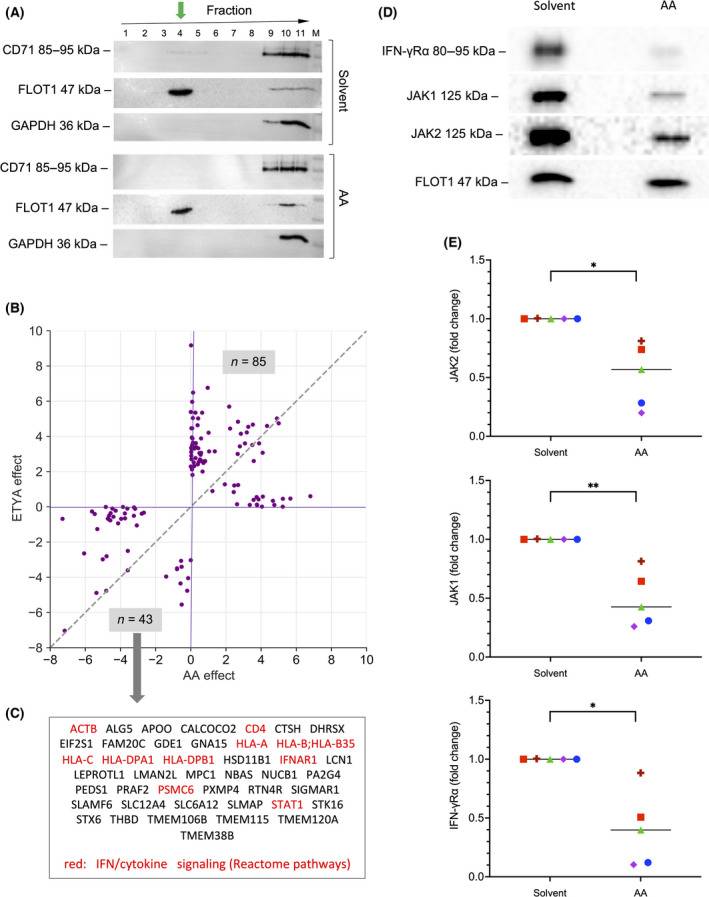 (A)
Fraction
1 2 3 4 5 6 7 8 9 10 11 M
CD71 85–95 kDa –
FLOT1 47 kDa –
GAPDH 36 kDa –
Solvent
CD71 85–95 kDa –
FLOT1 47 kDa –
GAPDH 36 kDa –
AA
(B)
10
8
6
4
2
0
−2
−4
−6
−8
ETYA effect
n = 85
n = 43
−8 −6 −4 −2 0 2 4 6 8 10
AA effect
(C)
ACTB ALG5 APOO CALCOCO2 CD4 CTSH DHRSX
EIF2S1 FAM20C GDE1 GNA15 HLA-A HLA-B;HLA-B35
HLA-C HLA-DPA1 HLA-DPB1 HSD11B1 IFNAR1 LCN1
LEPROTL1 LMAN2L MPC1 NBAS NUCB1 PA2G4
PEDS1 PRAF2 PSMC6 PXMP4 RTN4R SIGMAR1
SLAMF6 SLC12A4 SLC6A12 SLMAP STAT1 STK16
STX6 THBD TMEM106B TMEM115 TMEM120A
TMEM38B
red: IFN/cytokine signaling (Reactome pathways)
(D)
Solvent AA
IFN-γRα 80–95 kDa –
JAK1 125 kDa –
JAK2 125 kDa –
FLOT1 47 kDa –
(E)
JAK2 (fold change)
1.5
1.0
0.5
0.0
*
Solvent AA
JAK1 (fold change)
1.5
1.0
0.5
0.0
**
Solvent AA
IFN-γRα (fold change)
1.5
1.0
0.5
0.0
*
Solvent AA